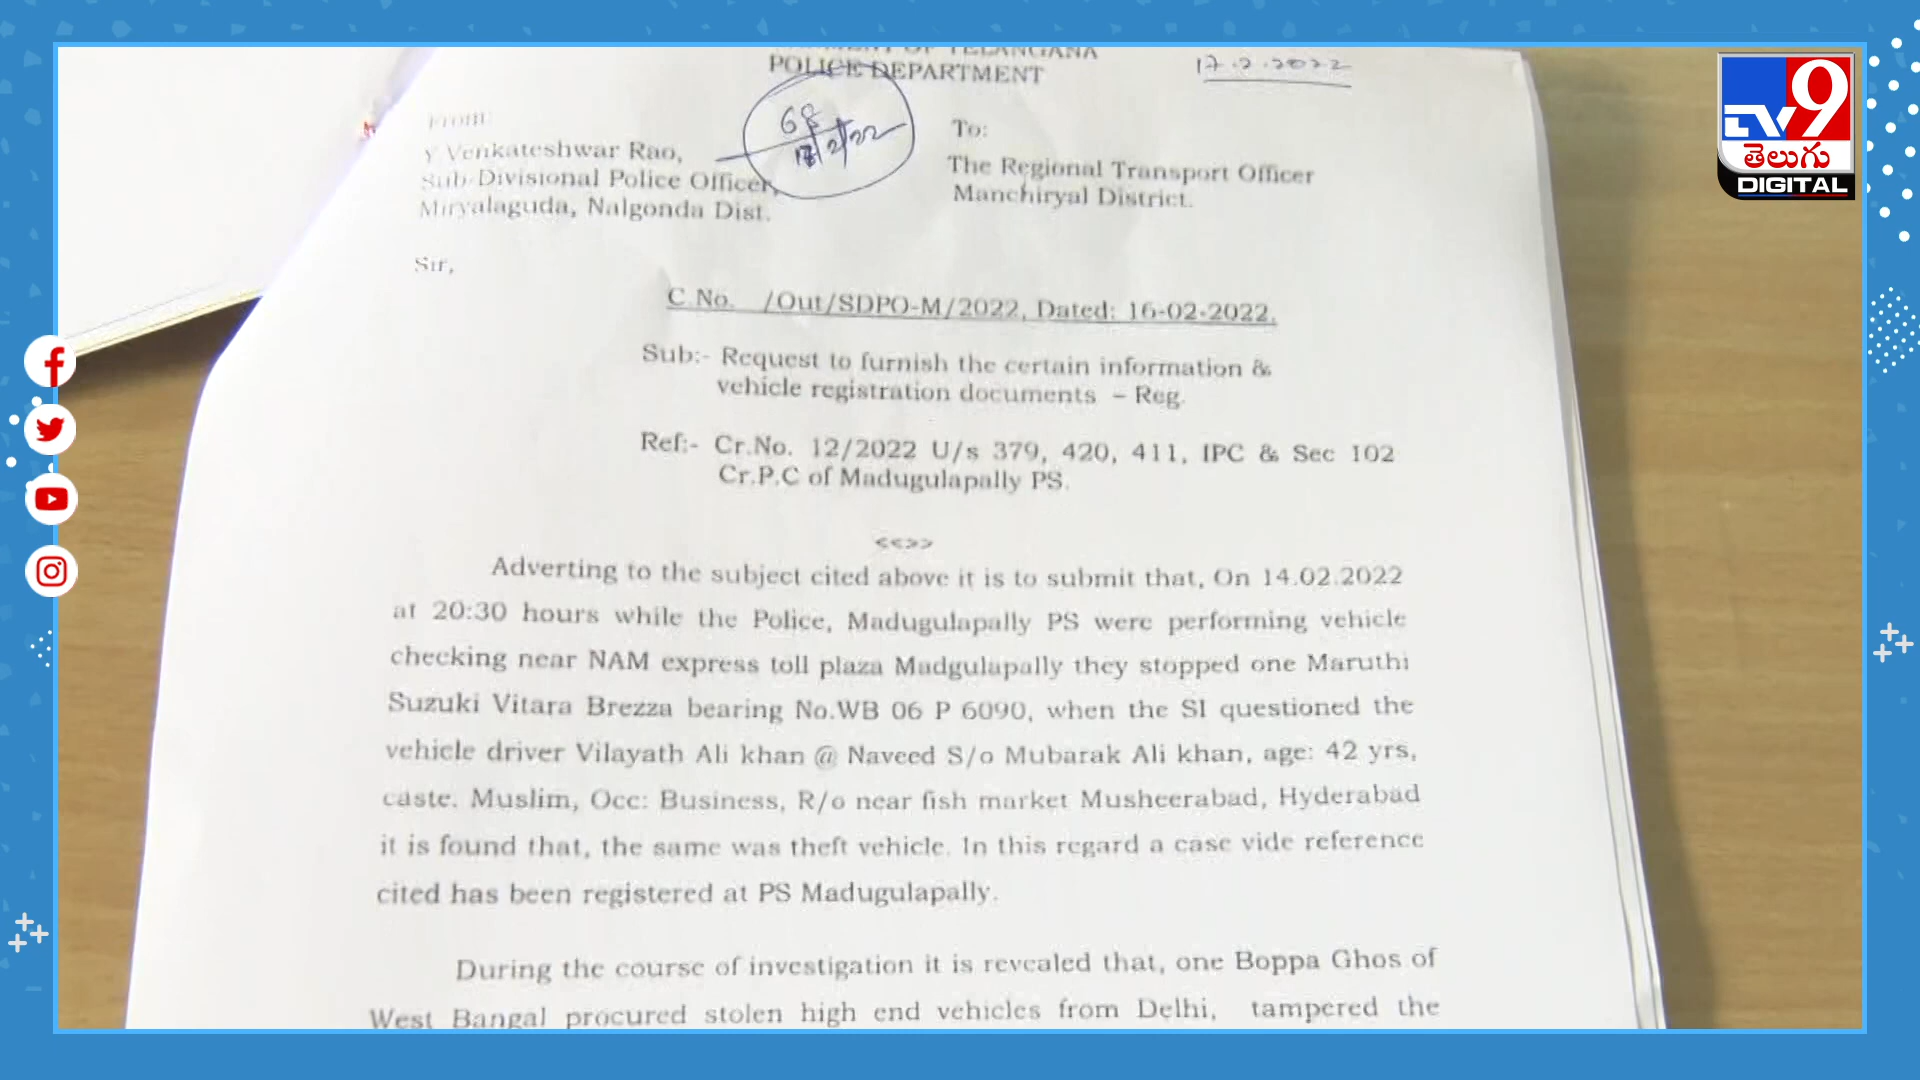 OF TELANGANA
POLICE DEPARTMENT
17.2.2022
68
18/2/22
From:
Y Venkateshwar Rao,
Sub-Divisional Police Officer,
Miryalaguda, Nalgonda Dist.
To:
The Regional Transport Officer
Manchiryal District.
Sir,
C.No. /Out/SDPO-M/2022, Dated: 16-02-2022.
Sub:- Request to furnish the certain information &
vehicle registration documents – Reg.
Ref:- Cr.No. 12/2022 U/s 379, 420, 411, IPC & Sec 102
Cr.P.C of Madugulapally PS.
<<>>
Adverting to the subject cited above it is to submit that, On 14.02.2022
at 20:30 hours while the Police, Madugulapally PS were performing vehicle
checking near NAM express toll plaza Madgulapally they stopped one Maruthi
Suzuki Vitara Brezza bearing No.WB 06 P 6090, when the SI questioned the
vehicle driver Vilayath Ali khan @ Naveed S/o Mubarak Ali khan, age: 42 yrs,
caste. Muslim, Occ: Business, R/o near fish market Musheerabad, Hyderabad
it is found that, the same was theft vehicle. In this regard a case vide reference
cited has been registered at PS Madugulapally.
During the course of investigation it is revealed that, one Boppa Ghos of
West Bangal procured stolen high end vehicles from Delhi, tampered the
TV9
తెలుగు
DIGITAL